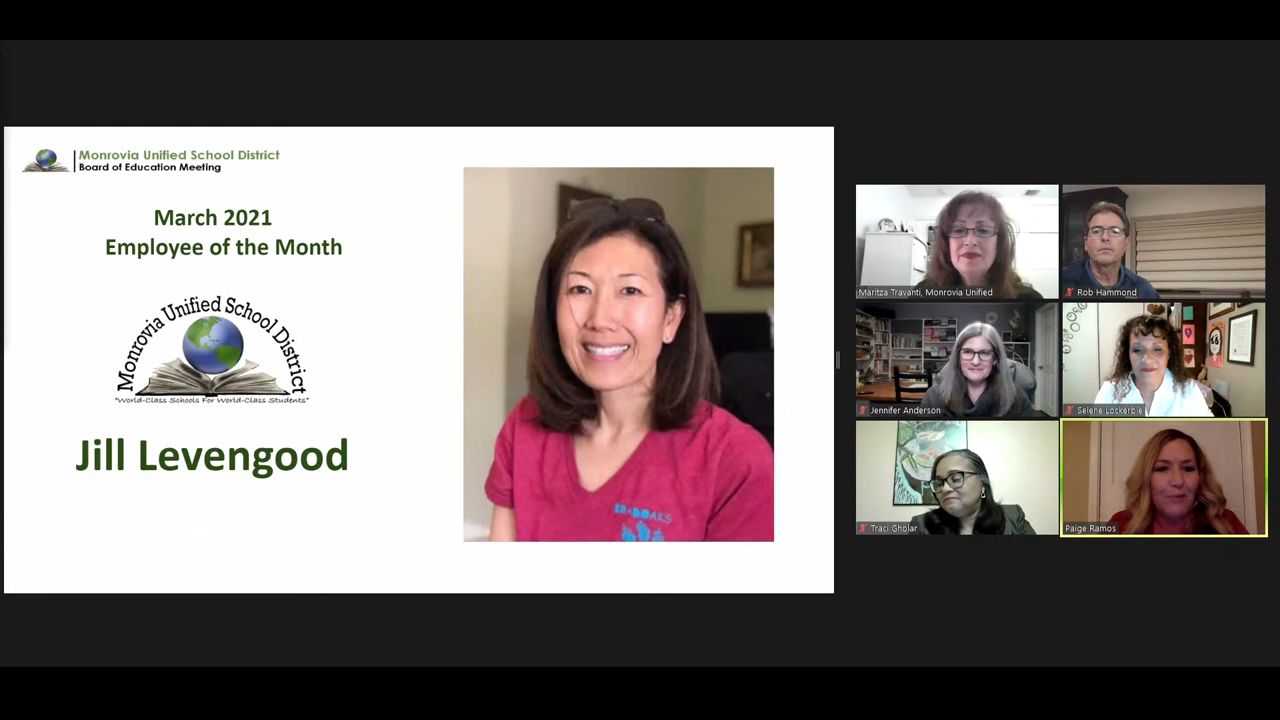 Monrovia Unified School District
Board of Education Meeting
March 2021
Employee of the Month
Monrovia Unified School District
"World-Class Schools For World-Class Students"
Jill Levengood
BRADOAKS
Maritza Travanti, Monrovia Unified
Rob Hammond
Jennifer Anderson
Selene Lockerbie
Traci Gholar
Paige Ramos